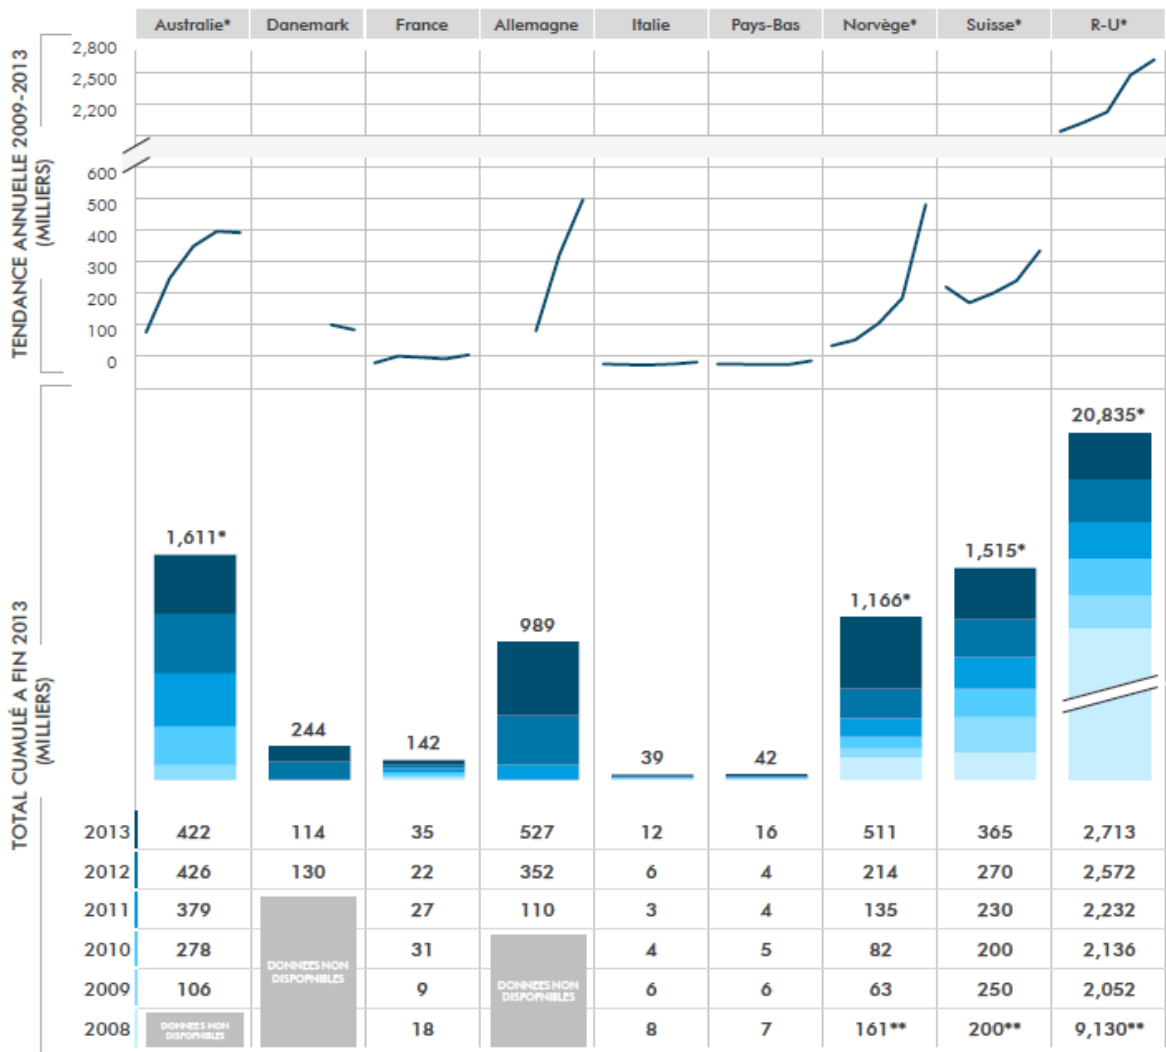 Australie* Danemark France Allemagne Italie Pays-Bas Norvège* Suisse* R-U*
TENDANCE ANNUELLE 2009-2013
(MILLIERS)
2,800
2,500
2,200
600
500
400
300
200
100
0
TOTAL CUMULÉ A FIN 2013
(MILLIERS)
1,611* 244 142 989 39 42 1,166* 1,515* 20,835*
2013 422 114 35 527 12 16 511 365 2,713
2012 426 130 22 352 6 4 214 270 2,572
2011 379 27 110 3 4 135 230 2,232
2010 278 31 4 5 82 200 2,136
DONNEES NON
DISPOPNIBLES
2009 106 9 6 6 63 250 2,052
DONNEES NON
DISPOPNIBLES
2008 18 8 7 161** 200** 9,130**
DONNEES NON
DISPOPNIBLES